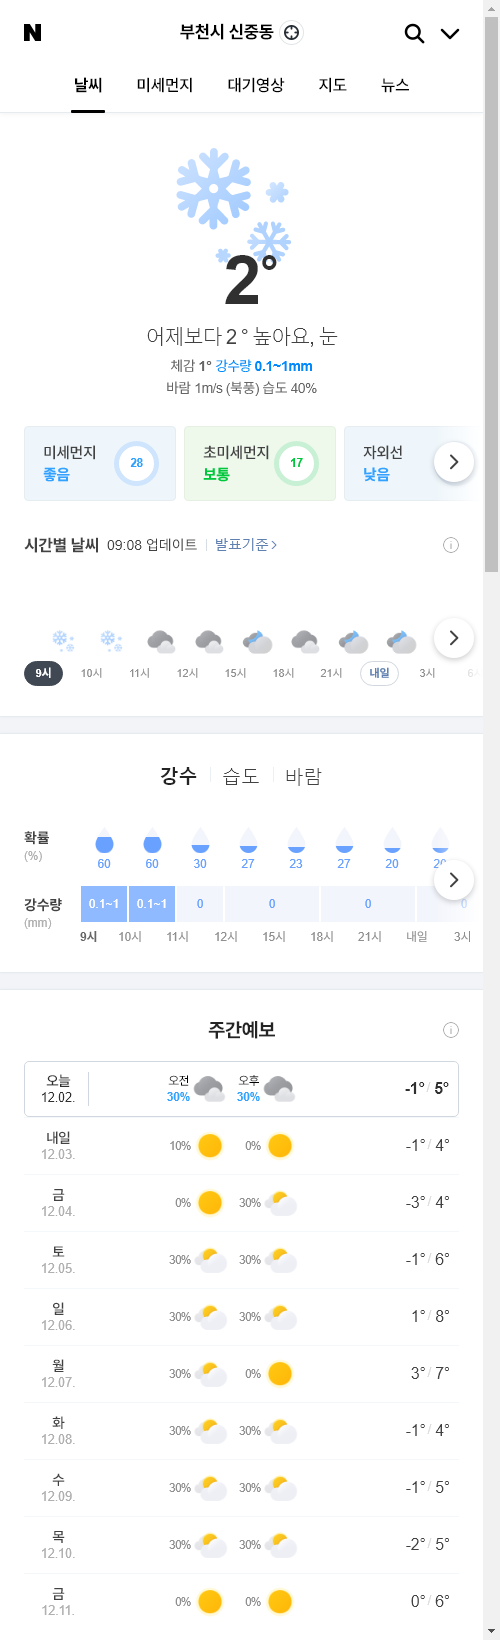 N
부천시 신중동
날씨 미세먼지 대기영상 지도 뉴스
2°
어제보다 2 ° 높아요, 눈
체감 1° 강수량 0.1~1mm
바람 1m/s (북풍) 습도 40%
미세먼지 좋음 28
초미세먼지 보통 17
자외선 낮음
시간별 날씨 09:08 업데이트 발표기준 >
9시 10시 11시 12시 15시 18시 21시 내일 3시
강수 습도 바람
확률 (%)
60 60 30 27 23 27 20 20
강수량 (mm)
0.1~1 0.1~1 0 0 0 0
9시 10시 11시 12시 15시 18시 21시 내일 3시
주간예보
오늘 12.02. 오전 30% 오후 30% -1° / 5°
내일 12.03. 10% 0% -1° / 4°
금 12.04. 0% 30% -3° / 4°
토 12.05. 30% 30% -1° / 6°
일 12.06. 30% 30% 1° / 8°
월 12.07. 30% 0% 3° / 7°
화 12.08. 30% 30% -1° / 4°
수 12.09. 30% 30% -1° / 5°
목 12.10. 30% 30% -2° / 5°
금 12.11. 0% 0% 0° / 6°